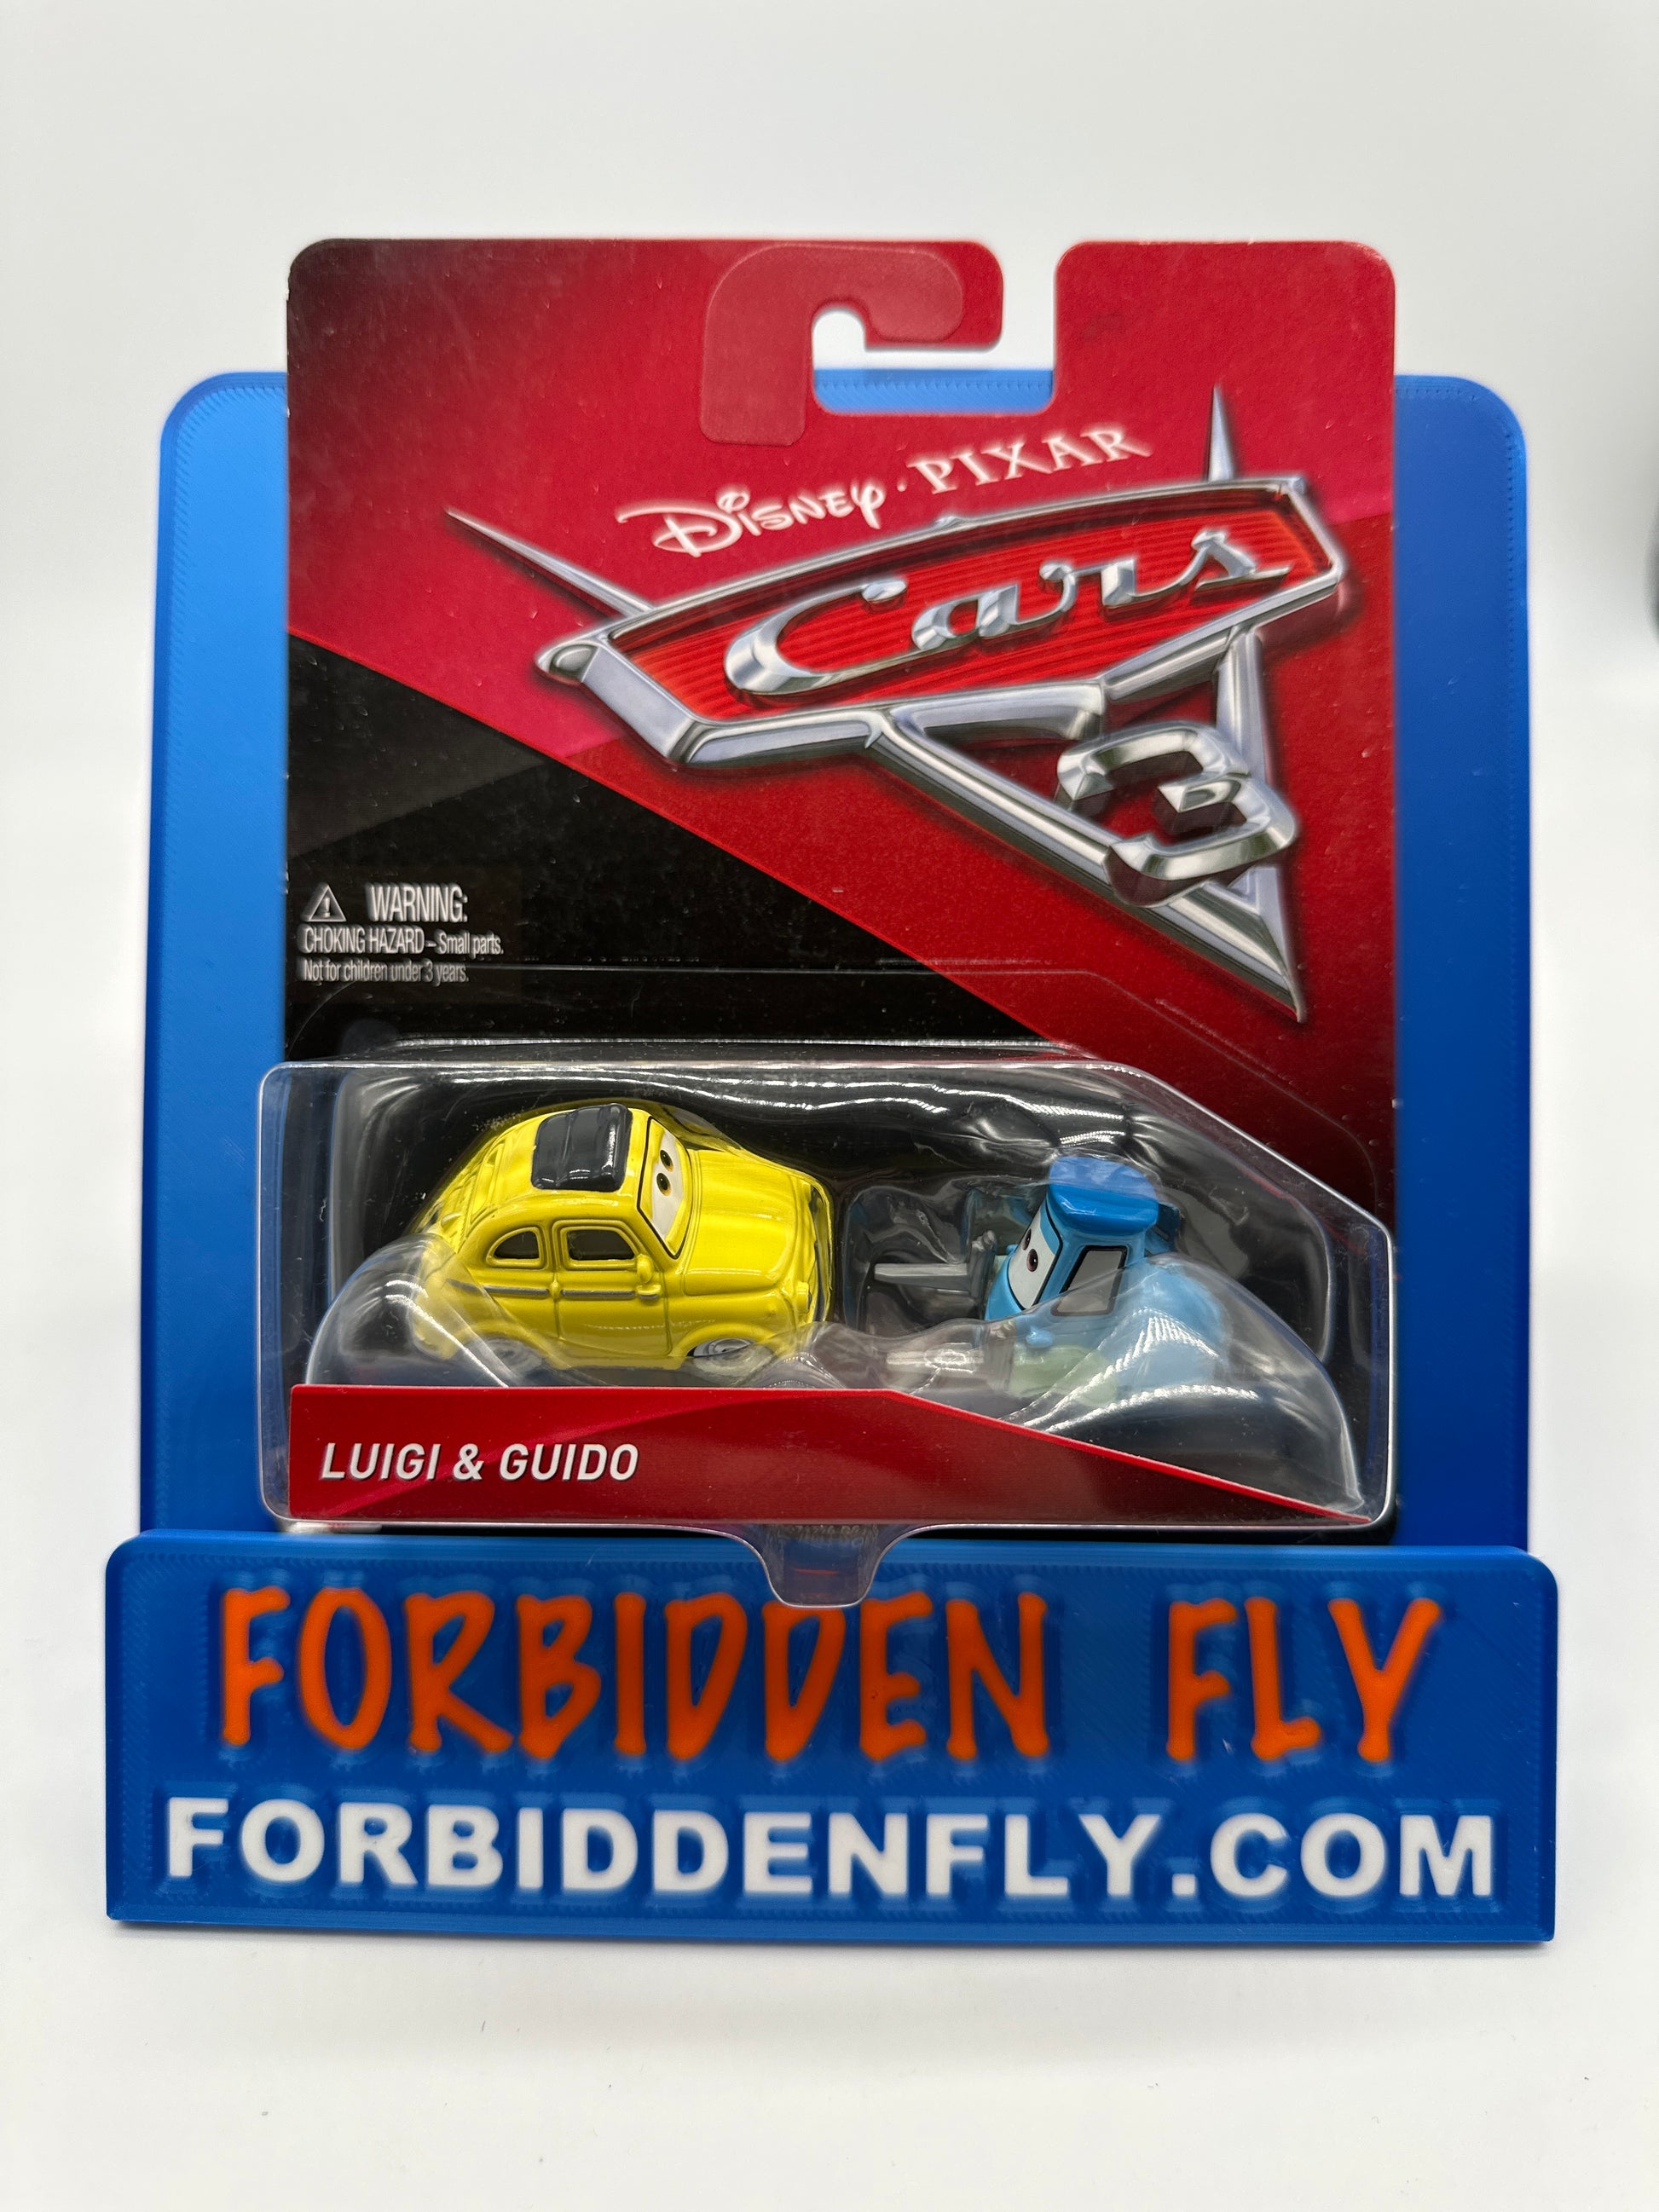 DISNEY·PIXAR
Cars
3
WARNING:
CHOKING HAZARD – Small parts.
Not for children under 3 years.
LUIGI & GUIDO
FORBIDDEN FLY
FORBIDDENFLY.COM